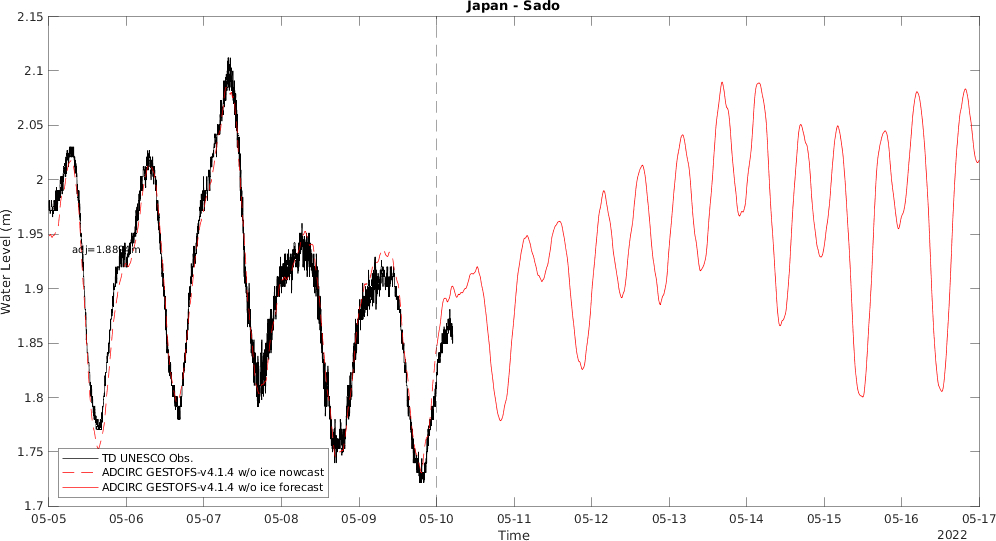 Japan - Sado
2.15
2.1
2.05
2
1.95
1.9
1.85
1.8
1.75
1.7
Water Level (m)
TD UNESCO Obs.
ADCIRC GESTOFS-v4.1.4 w/o ice nowcast
ADCIRC GESTOFS-v4.1.4 w/o ice forecast
05-05 05-06 05-07 05-08 05-09 05-10 05-11 05-12 05-13 05-14 05-15 05-16 05-17
Time
2022